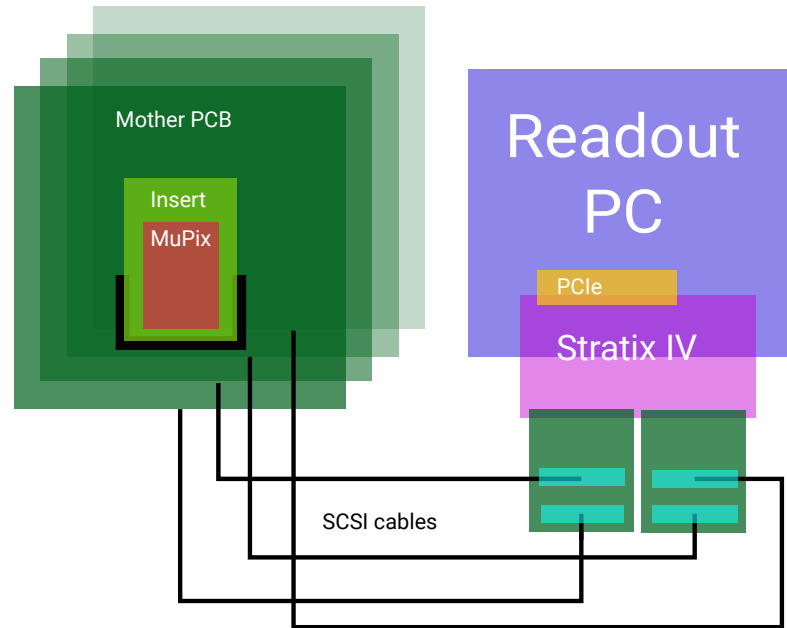 Mother PCB
Insert
MuPix
Readout
PC
PCIe
Stratix IV
SCSI cables